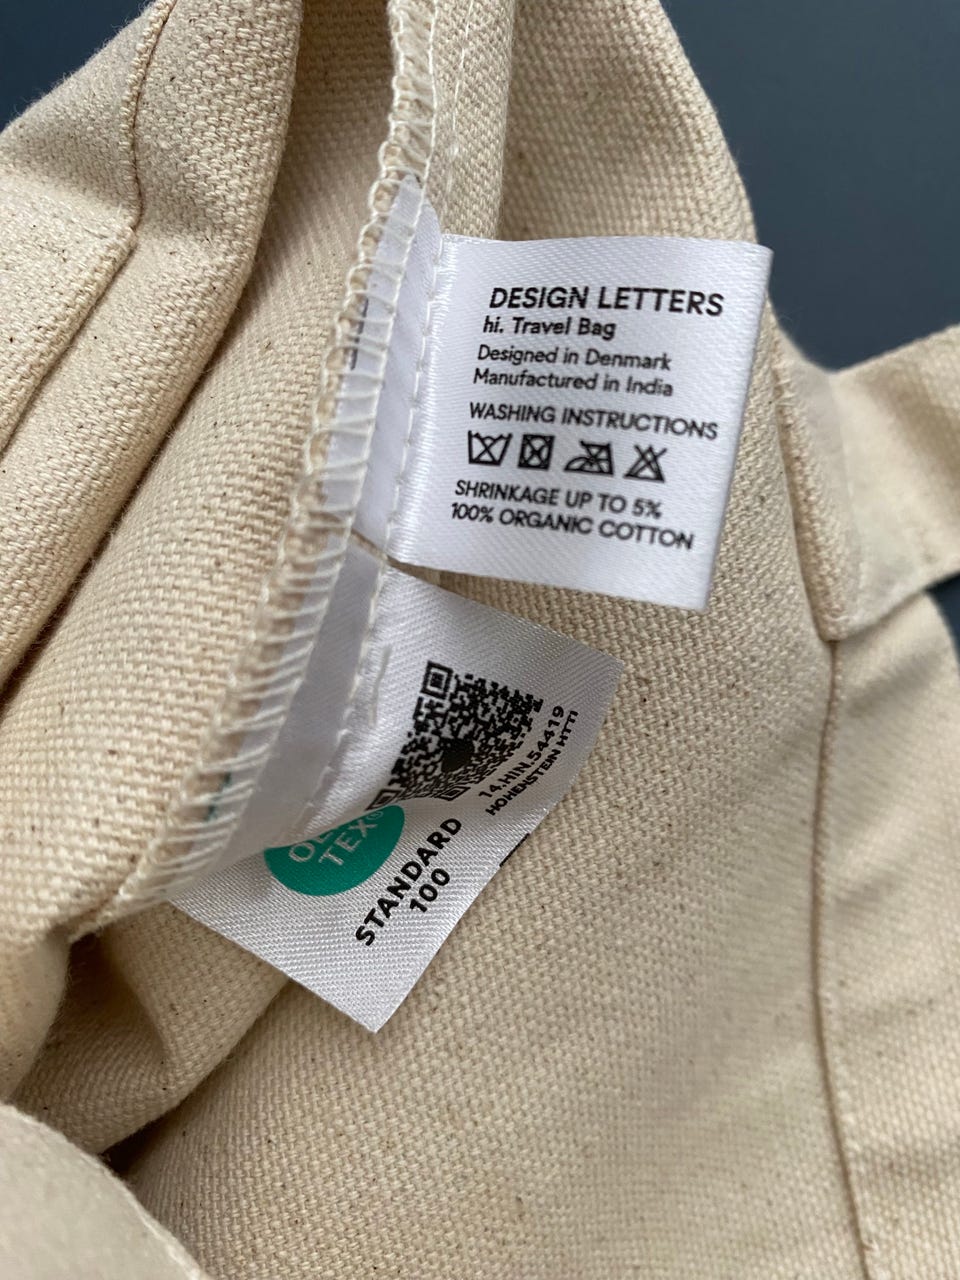 DESIGN LETTERS
hi. Travel Bag
Designed in Denmark
Manufactured in India
WASHING INSTRUCTIONS
SHRINKAGE UP TO 5%
100% ORGANIC COTTON
14.HIN.54419
HOHENSTEIN HTTI
TEX®
STANDARD
100